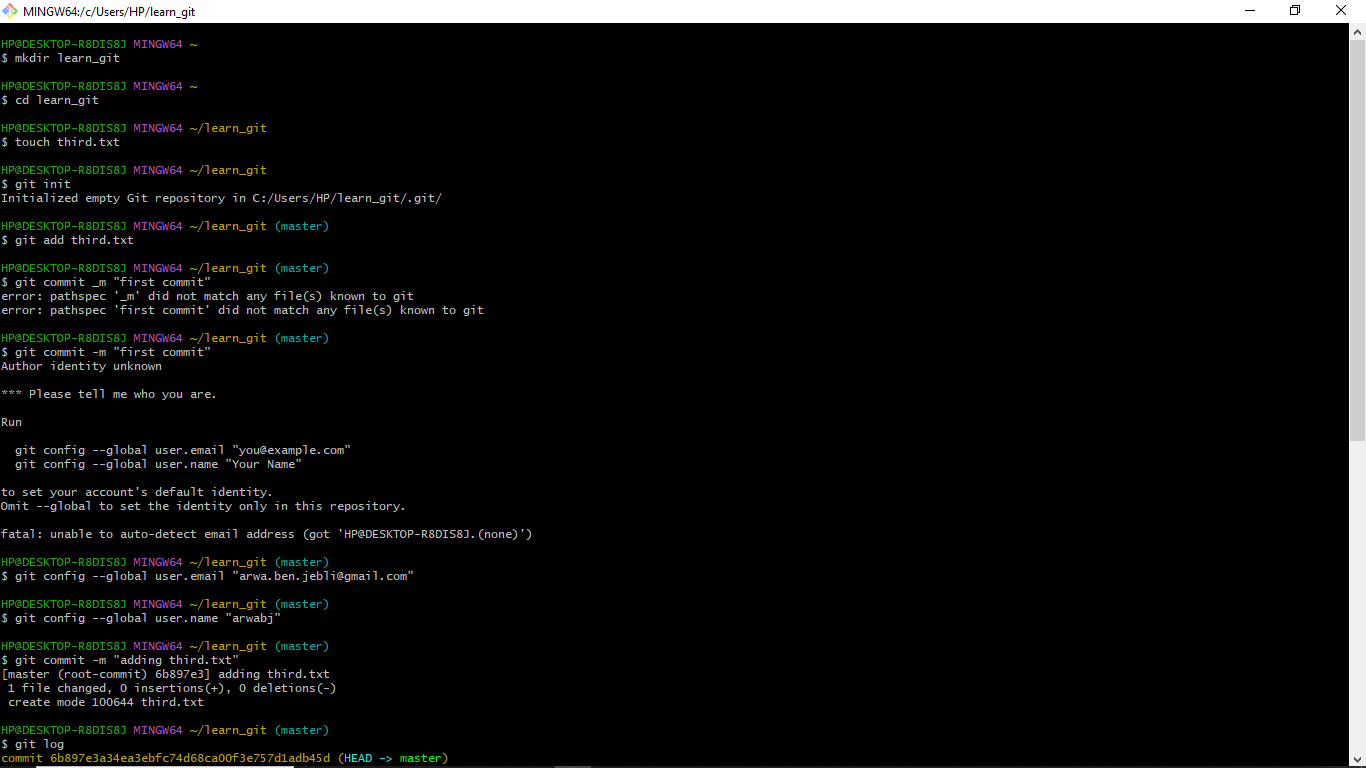 MINGW64:/c/Users/HP/learn_git
HP@DESKTOP-R8DIS8J MINGW64 ~
$ mkdir learn_git
HP@DESKTOP-R8DIS8J MINGW64 ~
$ cd learn_git
HP@DESKTOP-R8DIS8J MINGW64 ~/learn_git
$ touch third.txt
HP@DESKTOP-R8DIS8J MINGW64 ~/learn_git
$ git init
Initialized empty Git repository in C:/Users/HP/learn_git/.git/
HP@DESKTOP-R8DIS8J MINGW64 ~/learn_git (master)
$ git add third.txt
HP@DESKTOP-R8DIS8J MINGW64 ~/learn_git (master)
$ git commit _m "first commit"
error: pathspec '_m' did not match any file(s) known to git
error: pathspec 'first commit' did not match any file(s) known to git
HP@DESKTOP-R8DIS8J MINGW64 ~/learn_git (master)
$ git commit -m "first commit"
Author identity unknown
*** Please tell me who you are.
Run
  git config --global user.email "you@example.com"
  git config --global user.name "Your Name"
to set your account's default identity.
Omit --global to set the identity only in this repository.
fatal: unable to auto-detect email address (got 'HP@DESKTOP-R8DIS8J.(none)')
HP@DESKTOP-R8DIS8J MINGW64 ~/learn_git (master)
$ git config --global user.email "arwa.ben.jebli@gmail.com"
HP@DESKTOP-R8DIS8J MINGW64 ~/learn_git (master)
$ git config --global user.name "arwabj"
HP@DESKTOP-R8DIS8J MINGW64 ~/learn_git (master)
$ git commit -m "adding third.txt"
[master (root-commit) 6b897e3] adding third.txt
 1 file changed, 0 insertions(+), 0 deletions(-)
 create mode 100644 third.txt
HP@DESKTOP-R8DIS8J MINGW64 ~/learn_git (master)
$ git log
commit 6b897e3a34ea3ebfc74d68ca00f3e757d1adb45d (HEAD -> master)